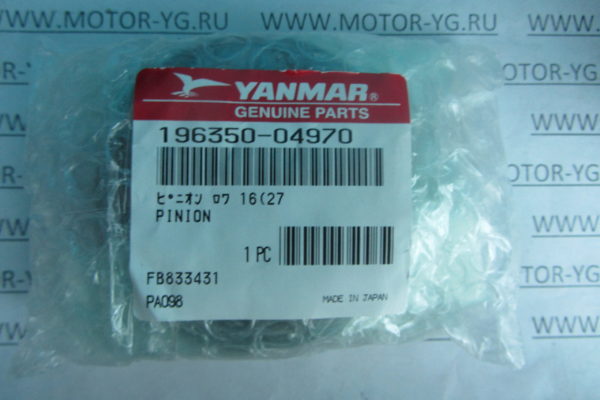 WWW.MOTOR-YG.RU WWW.MOTOR-YG.RU
YANMAR®
GENUINE PARTS
196350-04970
ピニオン ロワ 16(27
PINION
1 PC
FB833431
PA098
MADE IN JAPAN